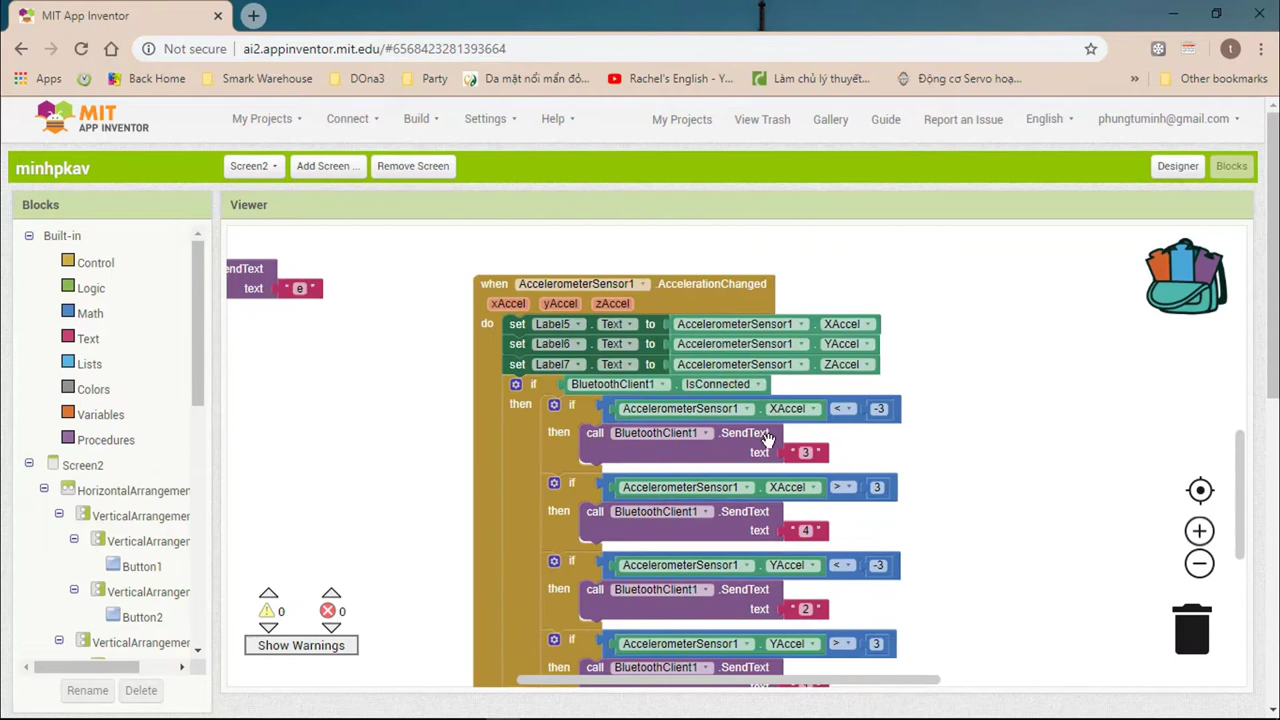 MIT App Inventor
Not secure ai2.appinventor.mit.edu/#6568423281393664 t
Apps Back Home Smark Warehouse DOna3 Party Da mặt nổi mẩn đỏ... Rachel's English - Y... Làm chủ lý thuyết... Động cơ Servo hoạ... » Other bookmarks
MIT APP INVENTOR
My Projects Connect Build Settings Help My Projects View Trash Gallery Guide Report an Issue English phungtuminh@gmail.com
minhpkav Screen2 Add Screen ... Remove Screen Designer Blocks
Blocks
Viewer
Built-in
Control
Logic
Math
Text
Lists
Colors
Variables
Procedures
Screen2
HorizontalArrangemer
VerticalArrangemer
VerticalArranger
Button1
VerticalArranger
Button2
VerticalArrangemer
Rename Delete
endText
text " e "
when AccelerometerSensor1 .AccelerationChanged
xAccel yAccel zAccel
do set Label5 . Text to AccelerometerSensor1 . XAccel
set Label6 . Text to AccelerometerSensor1 . YAccel
set Label7 . Text to AccelerometerSensor1 . ZAccel
if BluetoothClient1 . IsConnected
then if AccelerometerSensor1 . XAccel < -3
then call BluetoothClient1 .SendText
text " 3 "
if AccelerometerSensor1 . XAccel > 3
then call BluetoothClient1 .SendText
text " 4 "
if AccelerometerSensor1 . YAccel < -3
then call BluetoothClient1 .SendText
text " 2 "
if AccelerometerSensor1 . YAccel > 3
then call BluetoothClient1 .SendText
0 0
Show Warnings